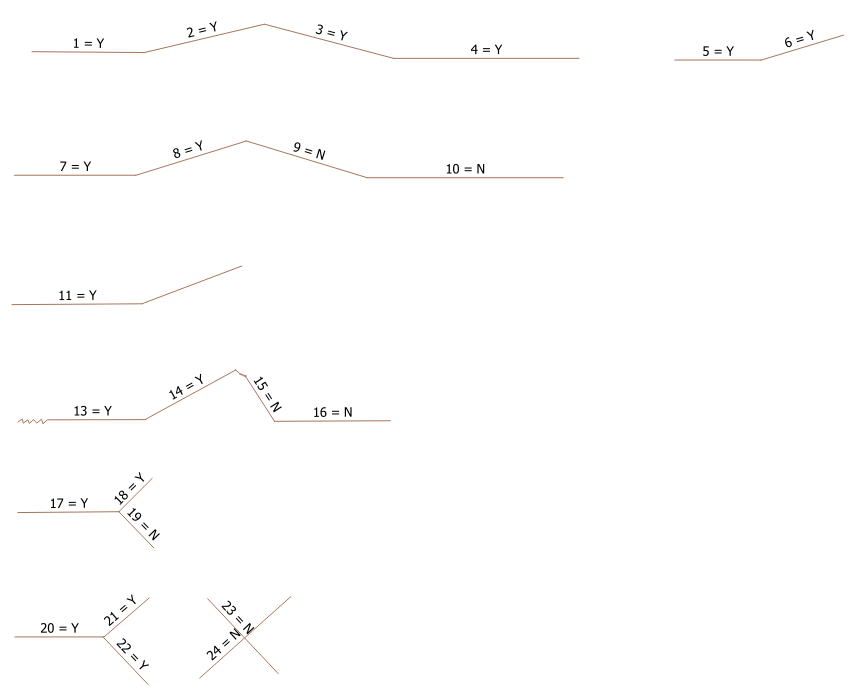 1 = Y
2 = Y
3 = Y
4 = Y
5 = Y
6 = Y
7 = Y
8 = Y
9 = N
10 = N
11 = Y
13 = Y
14 = Y
15 = N
16 = N
17 = Y
18 = Y
19 = N
20 = Y
21 = Y
22 = Y
23 = N
24 = N